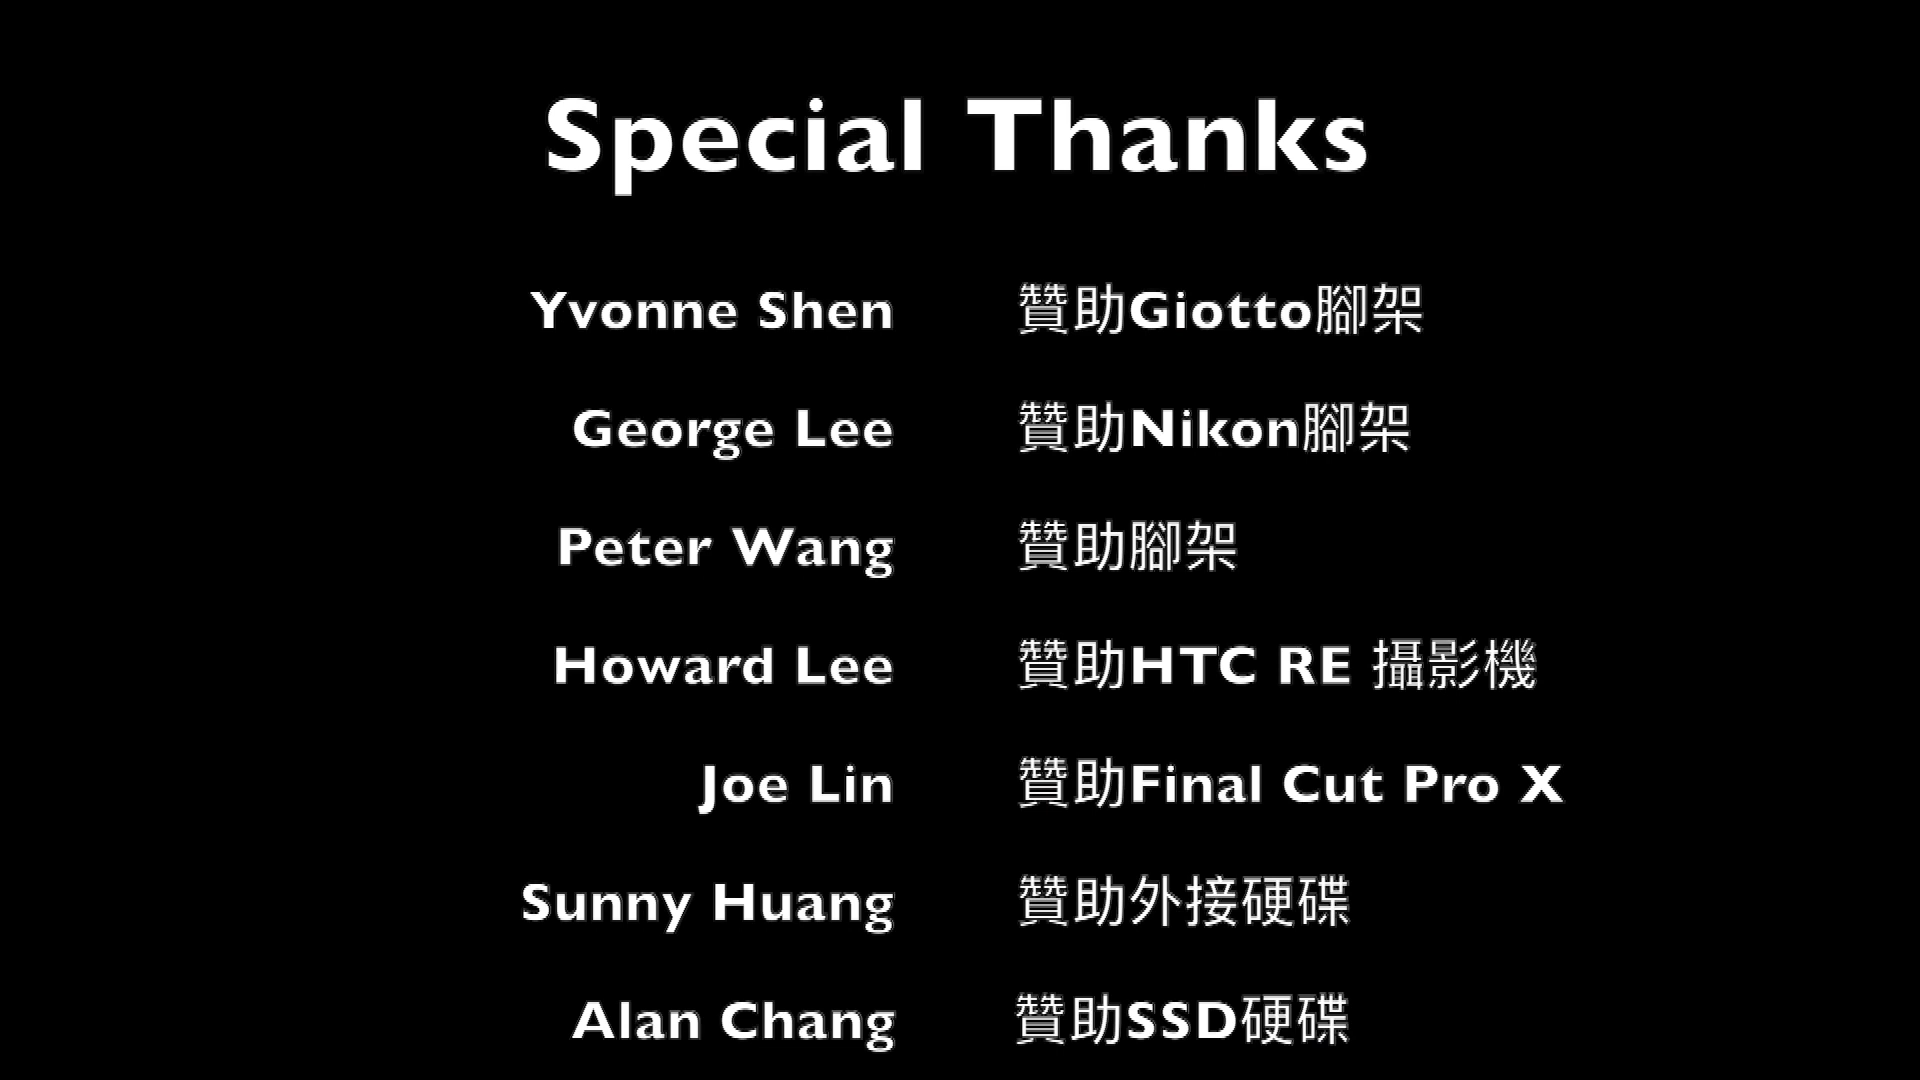 Special Thanks
Yvonne Shen 贊助Giotto腳架
George Lee 贊助Nikon腳架
Peter Wang 贊助腳架
Howard Lee 贊助HTC RE 攝影機
Joe Lin 贊助Final Cut Pro X
Sunny Huang 贊助外接硬碟
Alan Chang 贊助SSD硬碟